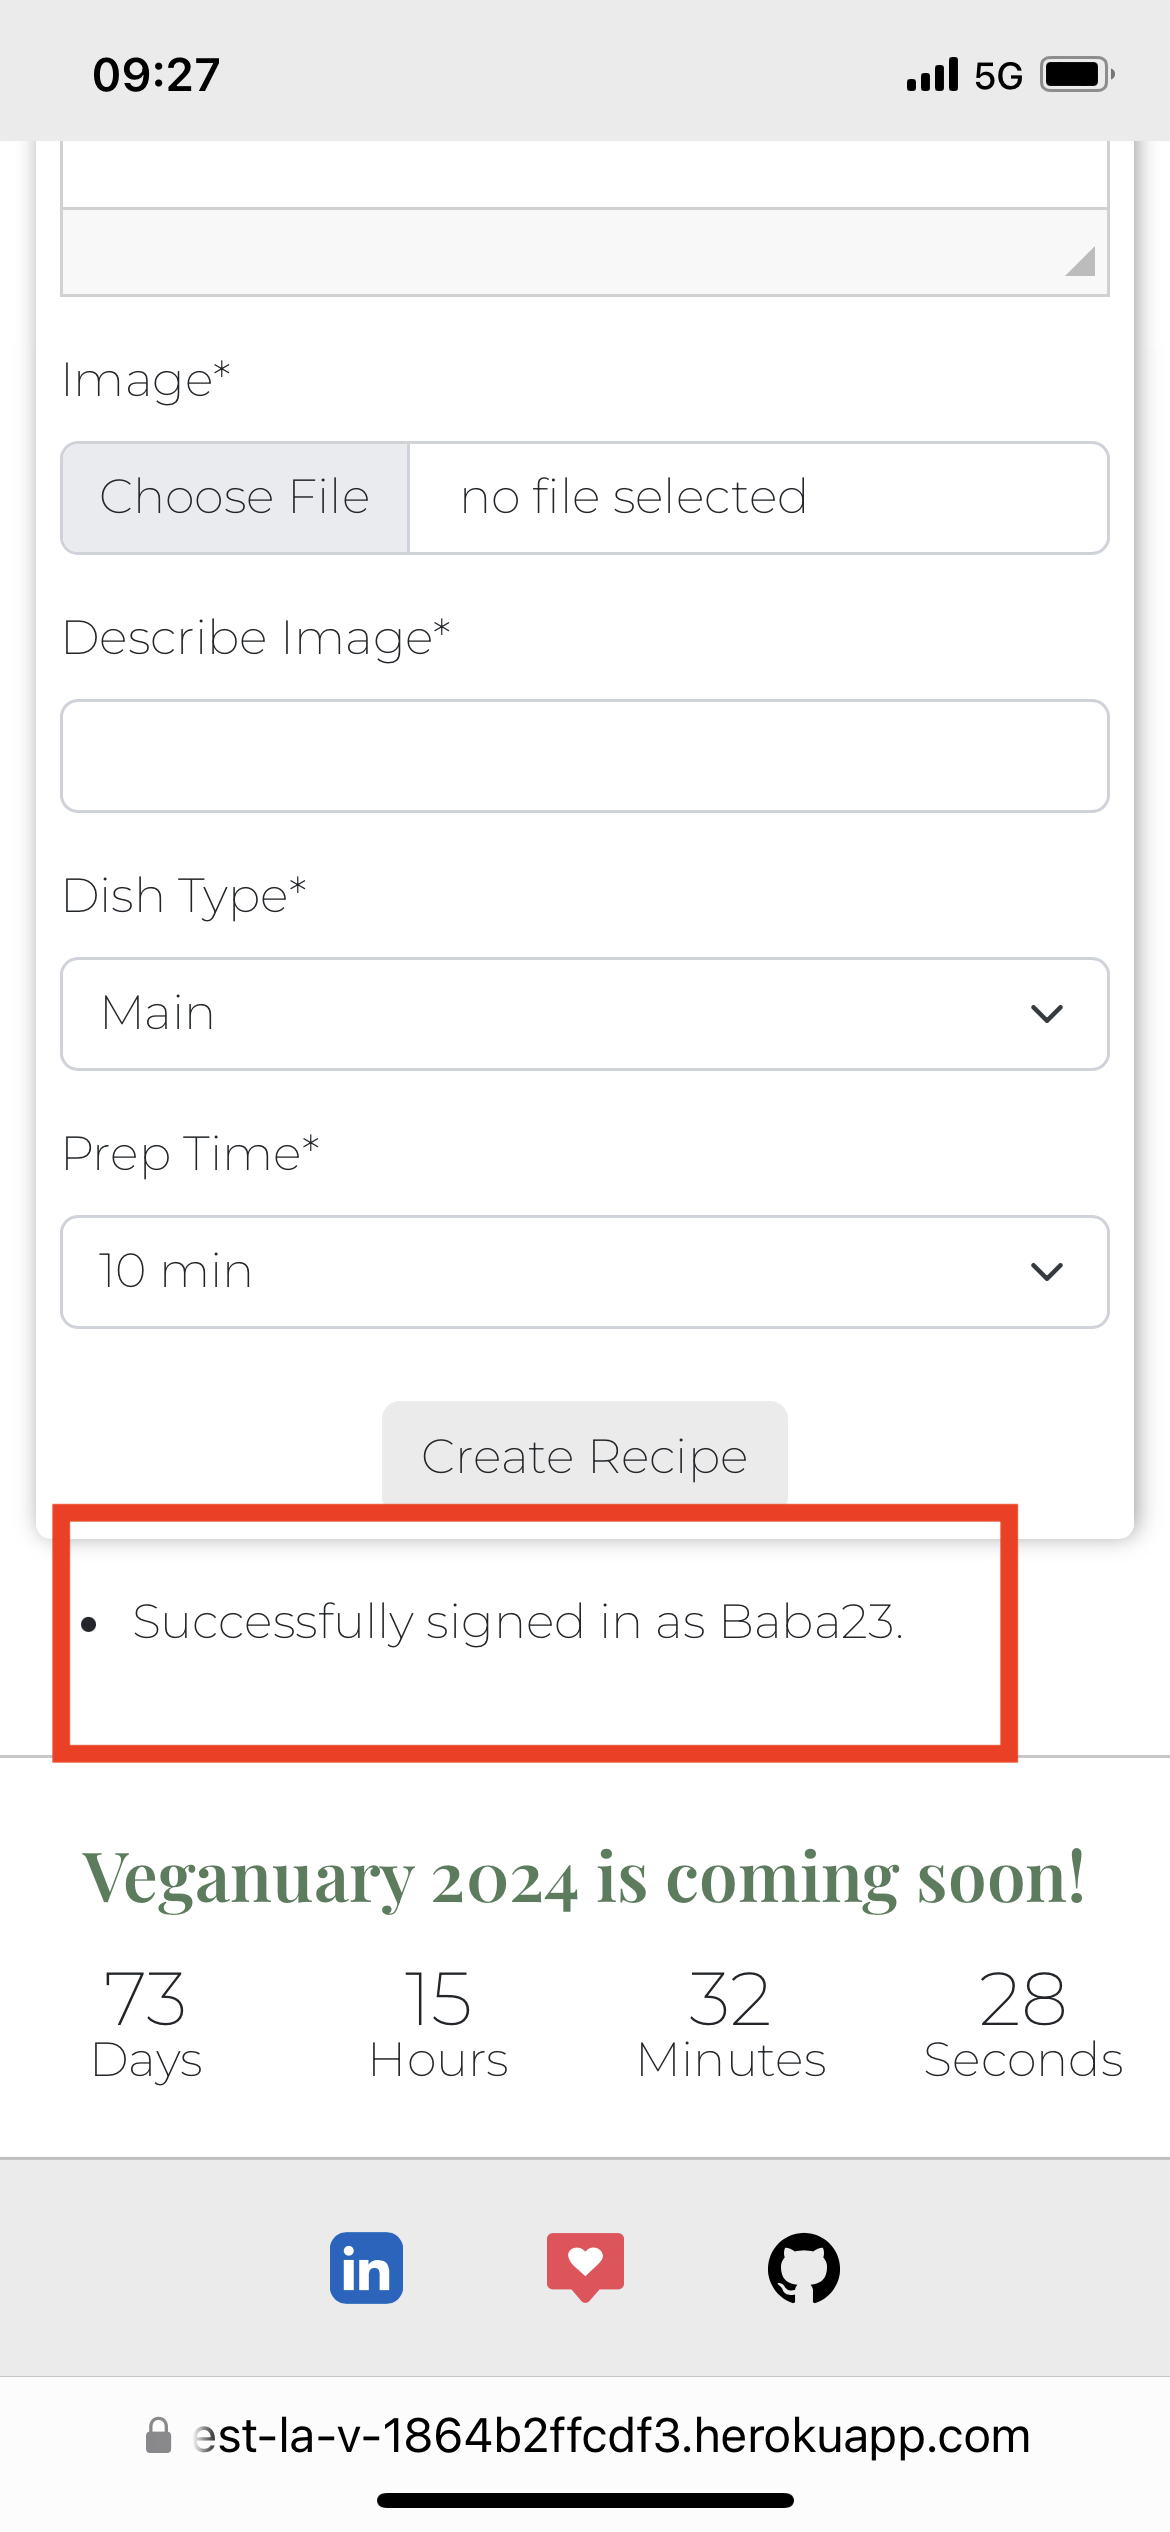 09:27 5G
Image*
Choose File no file selected
Describe Image*
Dish Type*
Main
Prep Time*
10 min
Create Recipe
• Successfully signed in as Baba23.
Veganuary 2024 is coming soon!
73 15 32 28
Days Hours Minutes Seconds
in
est-la-v-1864b2ffcdf3.herokuapp.com